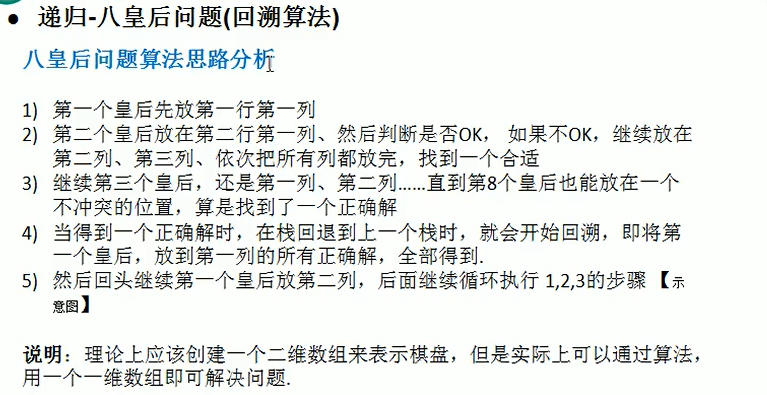 ● 递归-八皇后问题(回溯算法)
八皇后问题算法思路分析
1) 第一个皇后先放第一行第一列
2) 第二个皇后放在第二行第一列、然后判断是否OK， 如果不OK，继续放在
第二列、第三列、依次把所有列都放完，找到一个合适
3) 继续第三个皇后，还是第一列、第二列……直到第8个皇后也能放在一个
不冲突的位置，算是找到了一个正确解
4) 当得到一个正确解时，在栈回退到上一个栈时，就会开始回溯，即将第
一个皇后，放到第一列的所有正确解，全部得到.
5) 然后回头继续第一个皇后放第二列，后面继续循环执行 1,2,3的步骤 【示
意图】
说明：理论上应该创建一个二维数组来表示棋盘，但是实际上可以通过算法，
用一个一维数组即可解决问题.